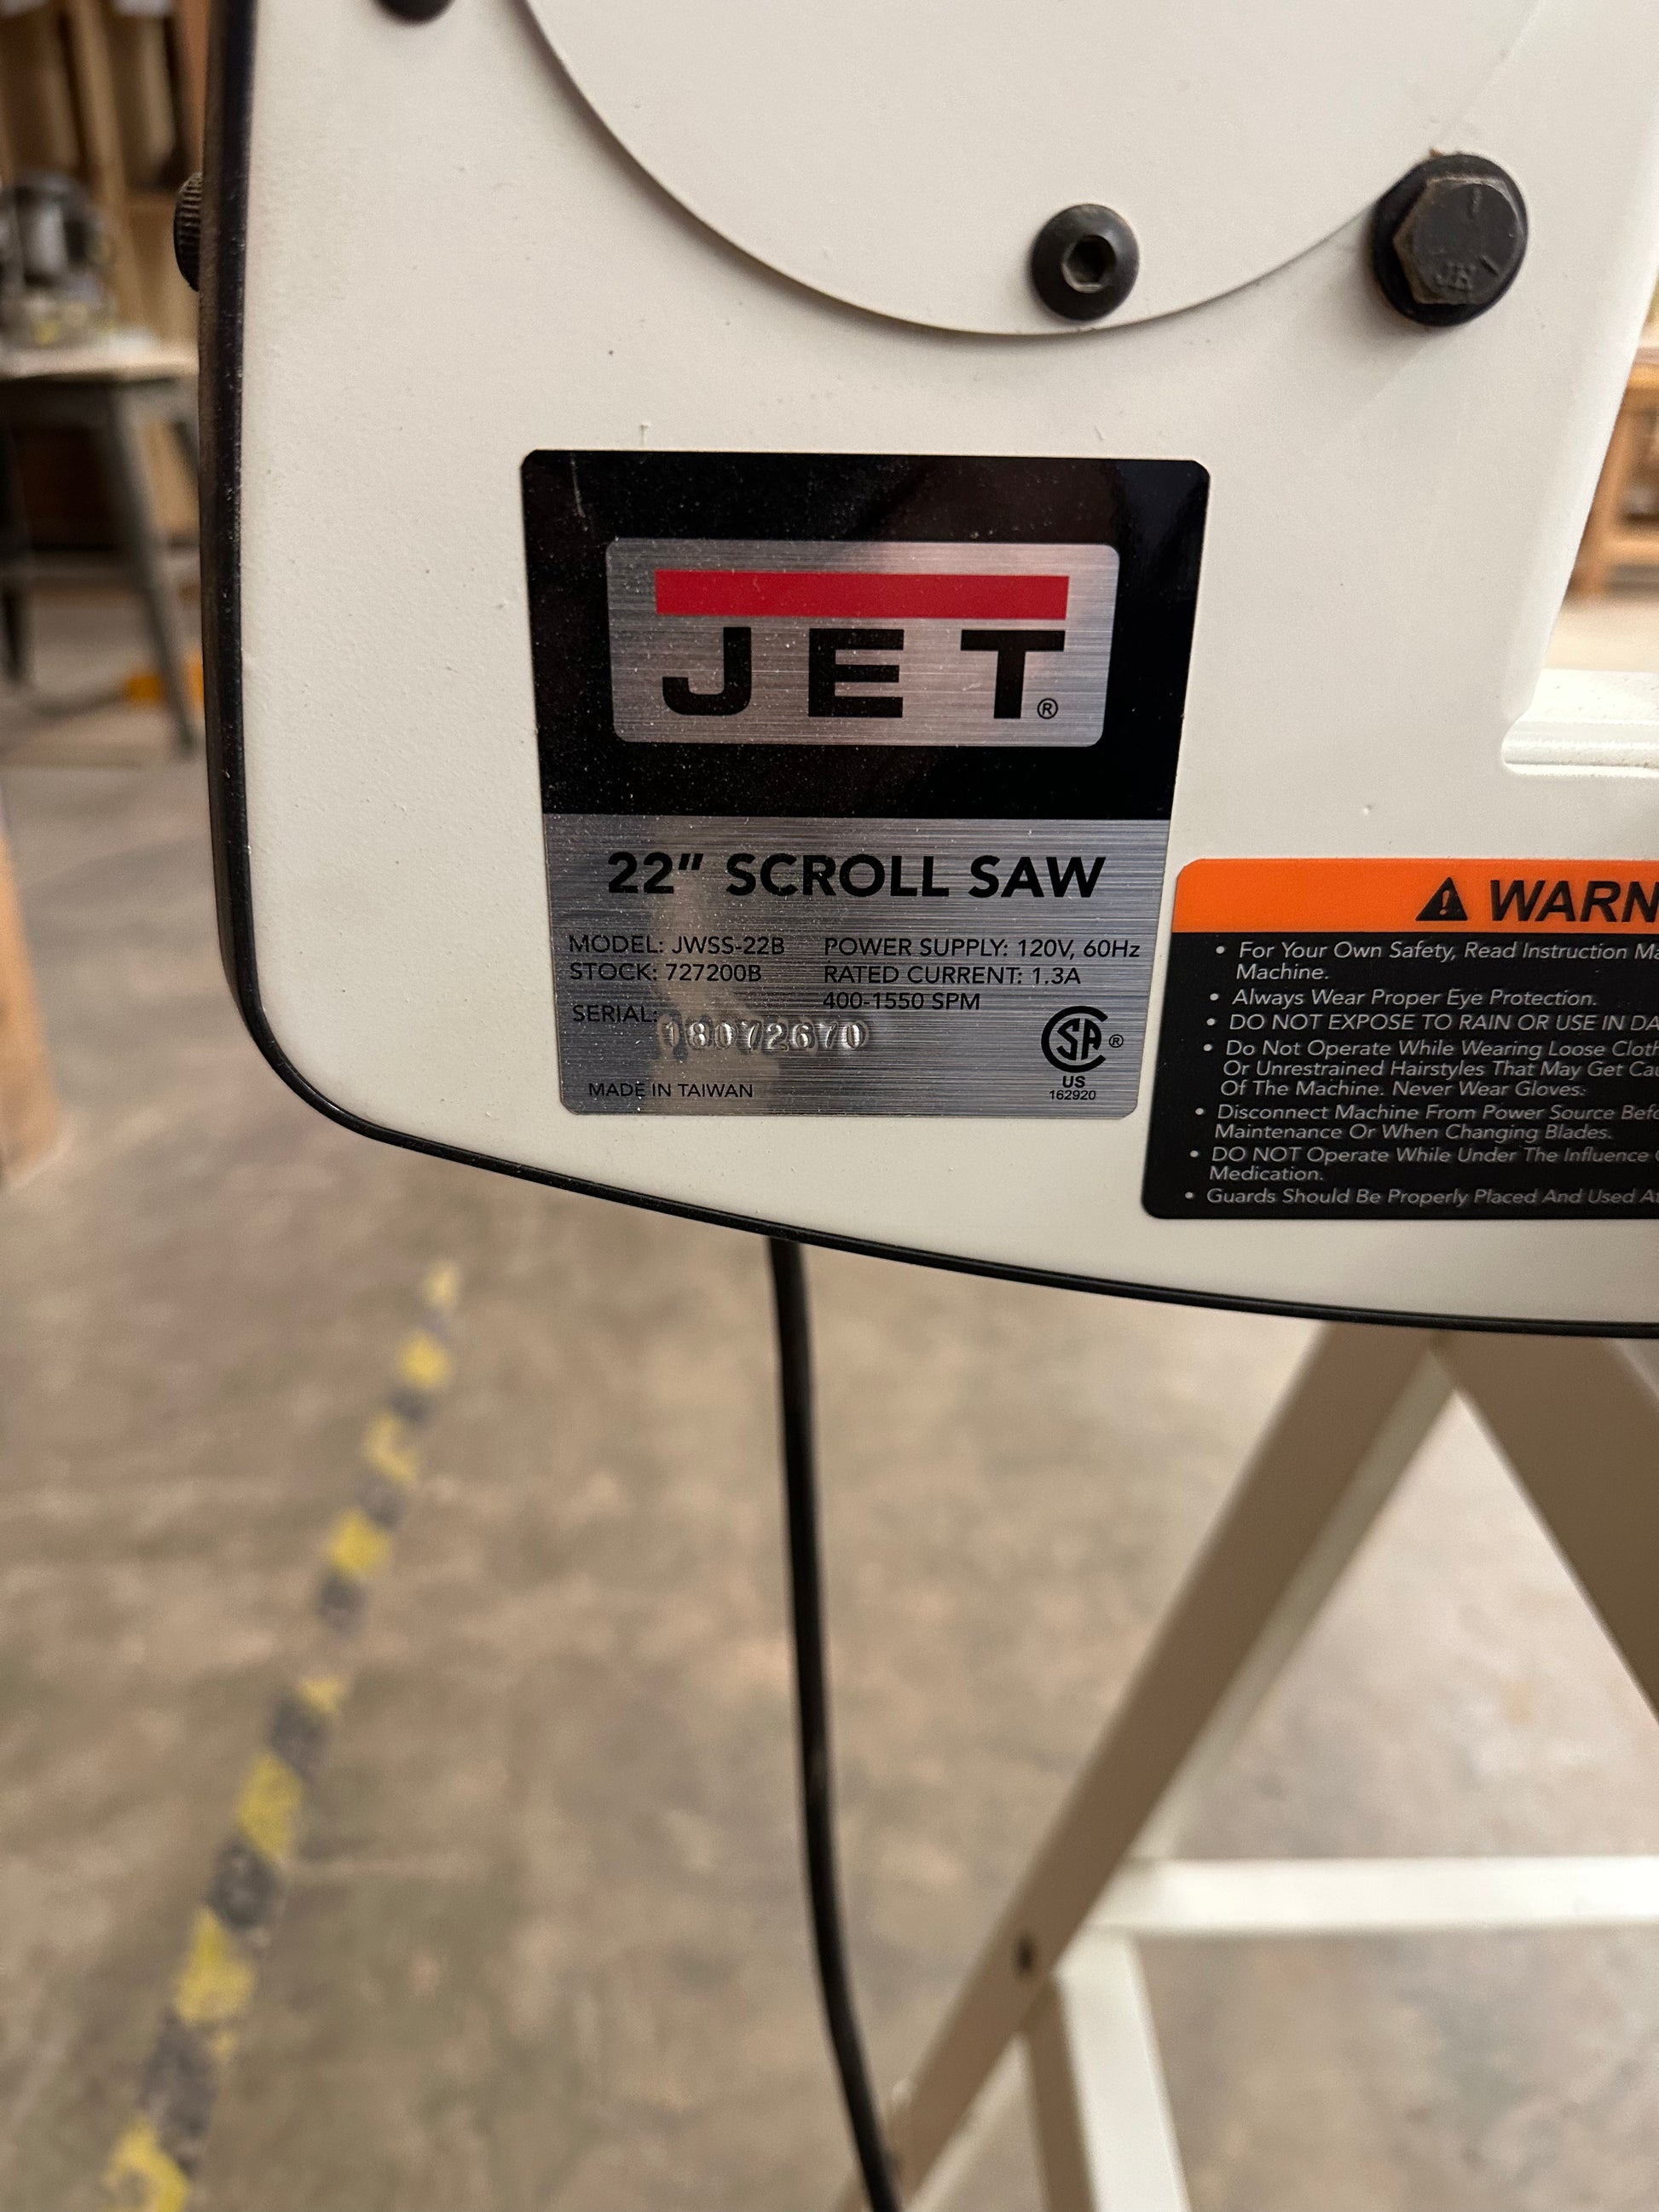 JH
JET®
22" SCROLL SAW
MODEL: JWSS-22B
STOCK: 727200B
SERIAL: 18072670
MADE IN TAIWAN
POWER SUPPLY: 120V, 60Hz
RATED CURRENT: 1.3A
400-1550 SPM
SA®
US
162920
WARN
• For Your Own Safety, Read Instruction Ma
Machine.
• Always Wear Proper Eye Protection.
• DO NOT EXPOSE TO RAIN OR USE IN DA
• Do Not Operate While Wearing Loose Cloth
Or Unrestrained Hairstyles That May Get Cau
Of The Machine. Never Wear Gloves:
• Disconnect Machine From Power Source Befo
Maintenance Or When Changing Blades.
• DO NOT Operate While Under The Influence
Medication.
• Guards Should Be Properly Placed And Used At